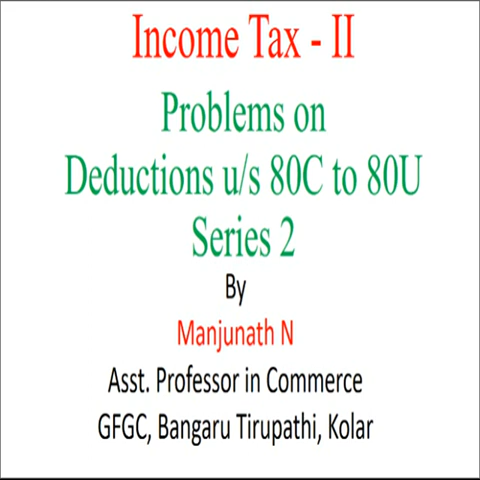 Income Tax - II
Problems on
Deductions u/s 80C to 80U
Series 2
By
Manjunath N
Asst. Professor in Commerce
GFGC, Bangaru Tirupathi, Kolar